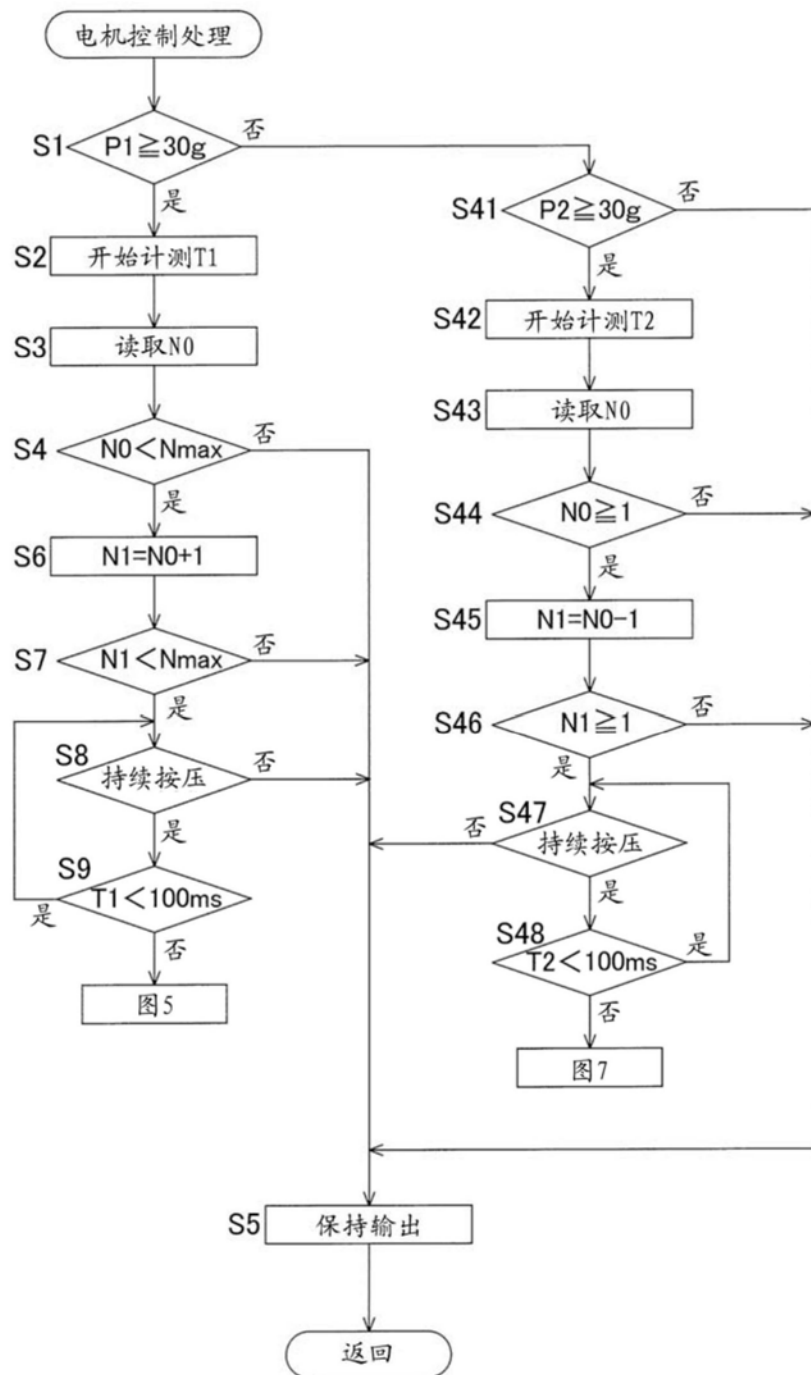 电机控制处理
S1
P1≧30g
否
是
S2
开始计测T1
S3
读取N0
S4
N0＜Nmax
否
是
S6
N1=N0+1
S7
N1＜Nmax
否
是
S8
持续按压
否
是
S9
T1＜100ms
是
否
图5
S41
P2≧30g
否
是
S42
开始计测T2
S43
读取N0
S44
N0≧1
否
是
S45
N1=N0-1
S46
N1≧1
否
是
S47
否
持续按压
是
S48
T2＜100ms
是
否
图7
S5
保持输出
返回